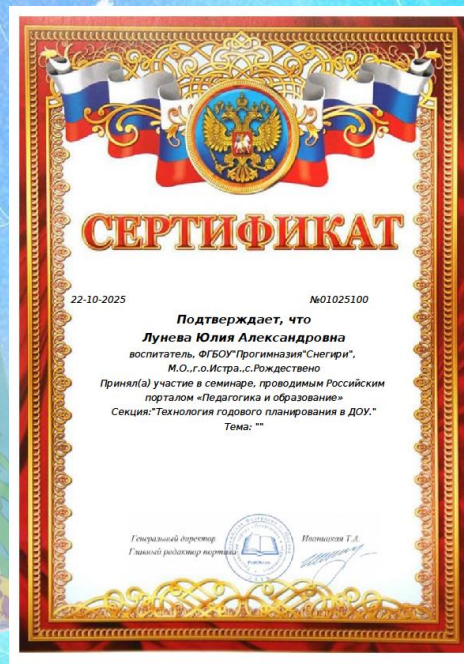 СЕРТИФИКАТ
22-10-2025 №01025100
Подтверждает, что
Лунева Юлия Александровна
воспитатель, ФГБОУ"Прогимназия"Снегири",
М.О.,г.о.Истра.,с.Рождествено
Принял(а) участие в семинаре, проводимым Российским
порталом «Педагогика и образование»
Секция:"Технология годового планирования в ДОУ."
Тема: ""
Генеральный директор
Главный редактор портала Иваницкая Т.А.